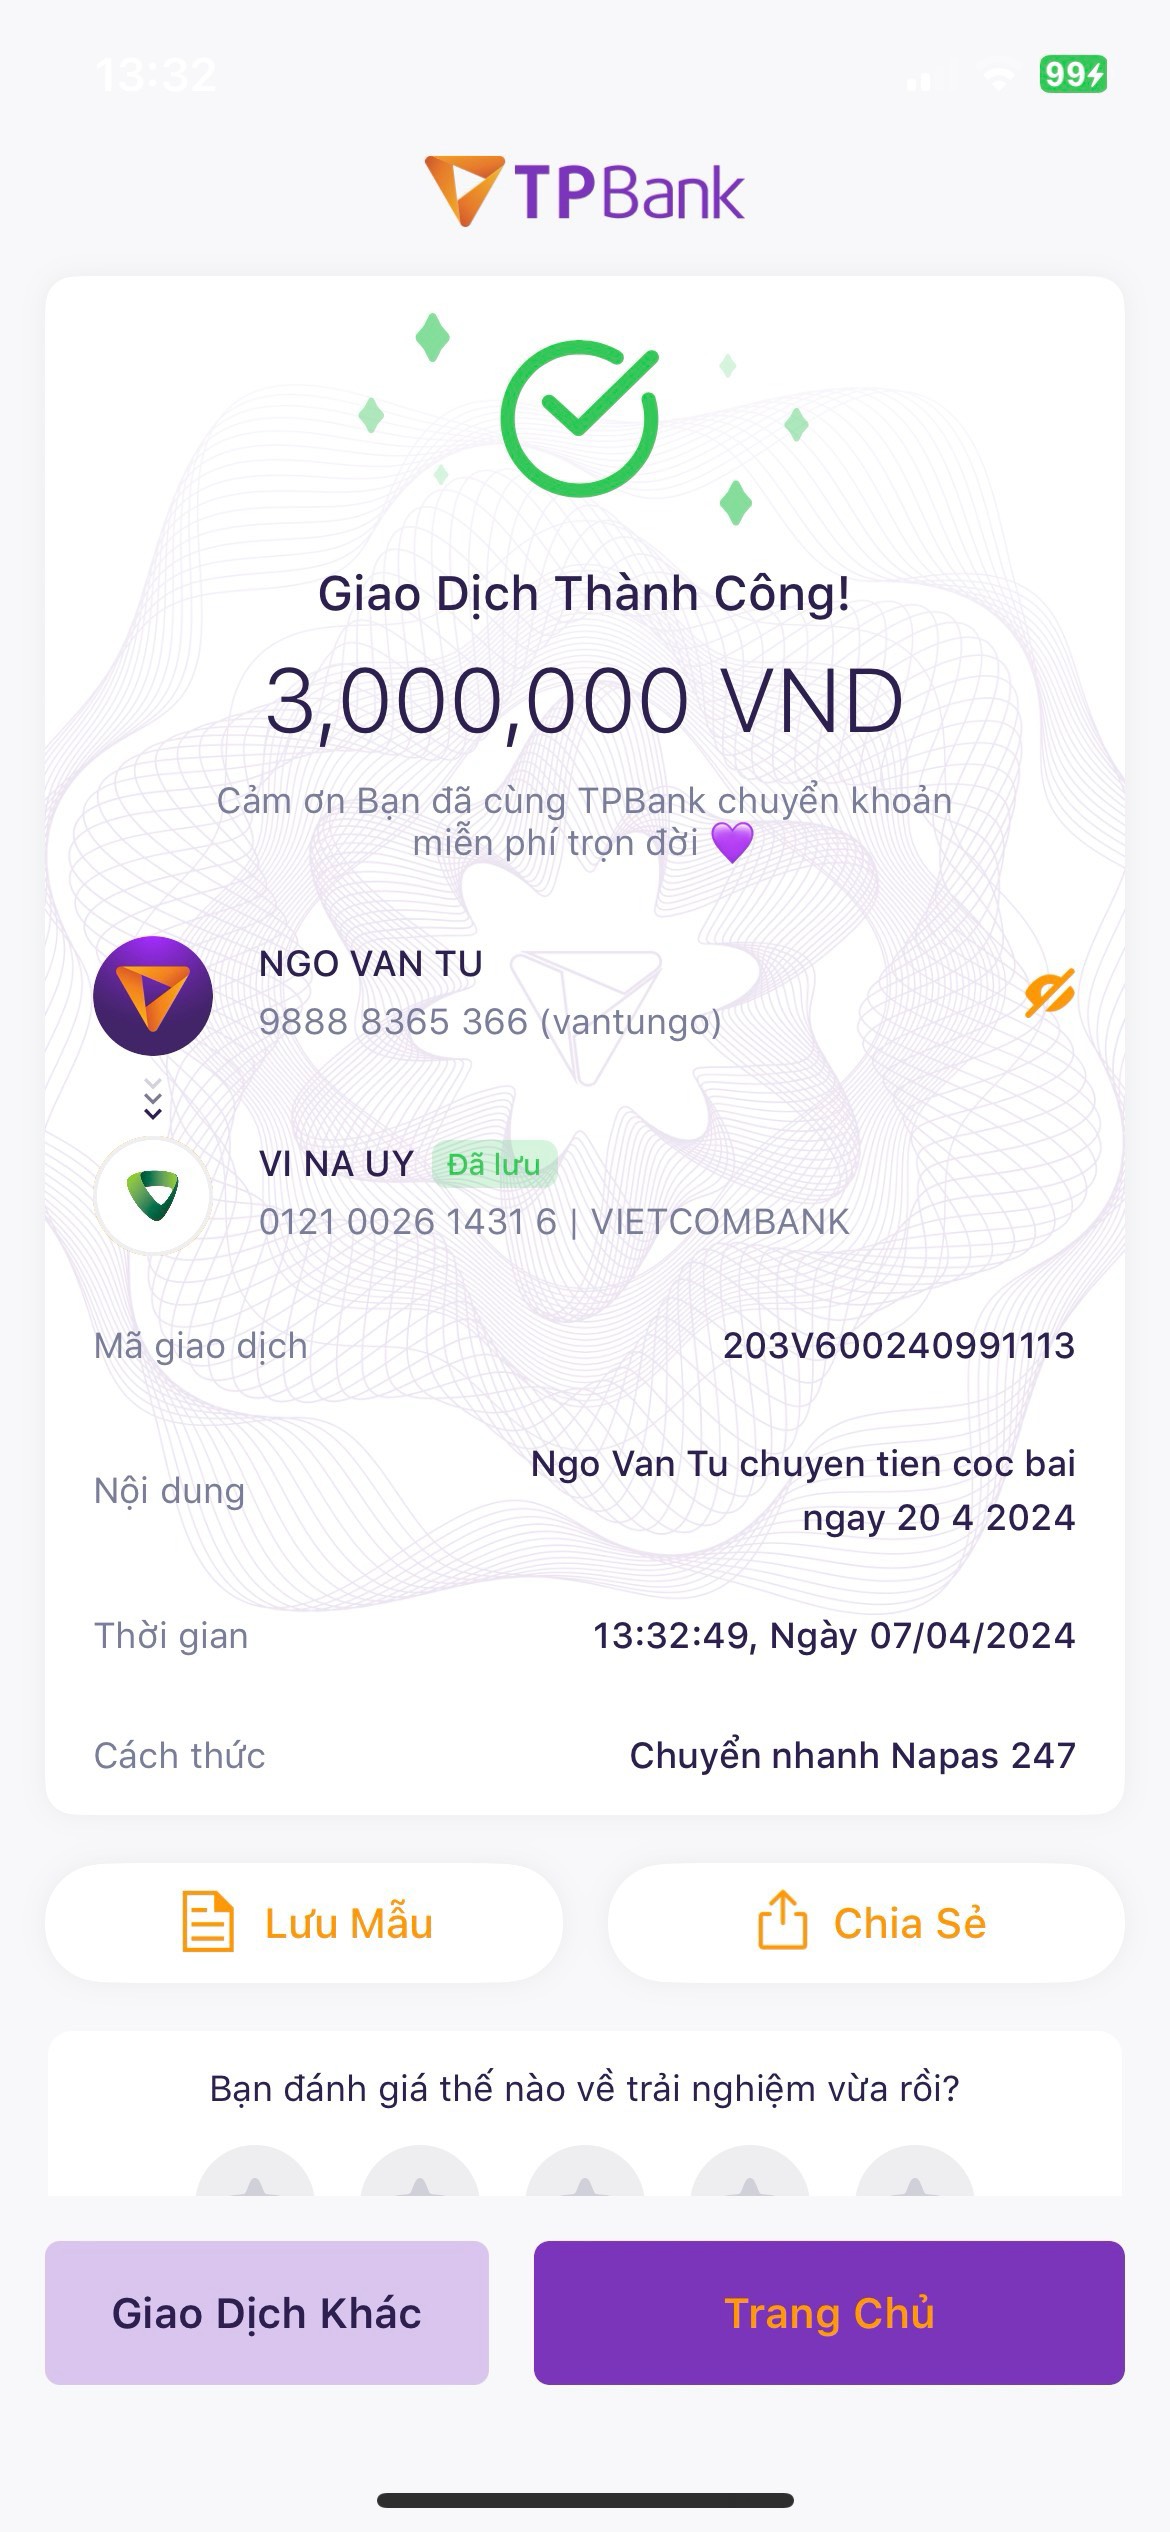 13:32
99
TPBank
Giao Dịch Thành Công!
3,000,000 VND
Cảm ơn Bạn đã cùng TPBank chuyển khoản
miễn phí trọn đời 💜
NGO VAN TU
9888 8365 366 (vantungo)
VI NA UY Đã lưu
0121 0026 1431 6 | VIETCOMBANK
Mã giao dịch 203V600240991113
Nội dung Ngo Van Tu chuyen tien coc bai
ngay 20 4 2024
Thời gian 13:32:49, Ngày 07/04/2024
Cách thức Chuyển nhanh Napas 247
Lưu Mẫu Chia Sẻ
Bạn đánh giá thế nào về trải nghiệm vừa rồi?
Giao Dịch Khác Trang Chủ